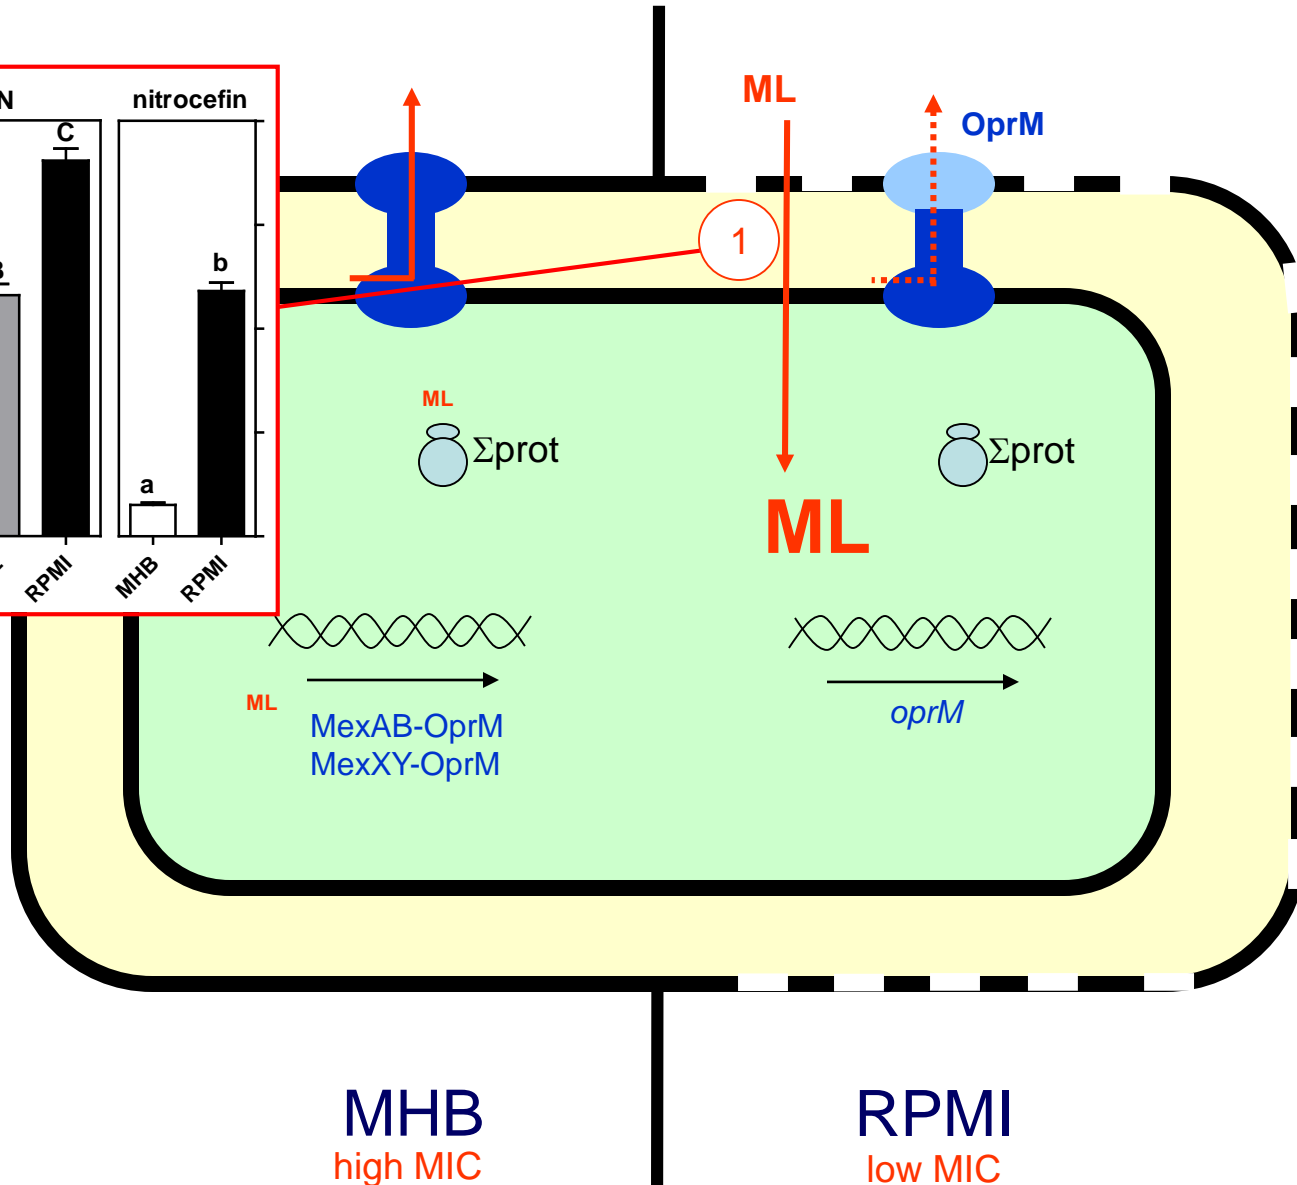 N
nitrocefin
C
B
b
a
RPMI
MHB
RPMI
ML
OprM
1
ML
Σprot
Σprot
ML
ML
MexAB-OprM
MexXY-OprM
oprM
MHB
high MIC
RPMI
low MIC